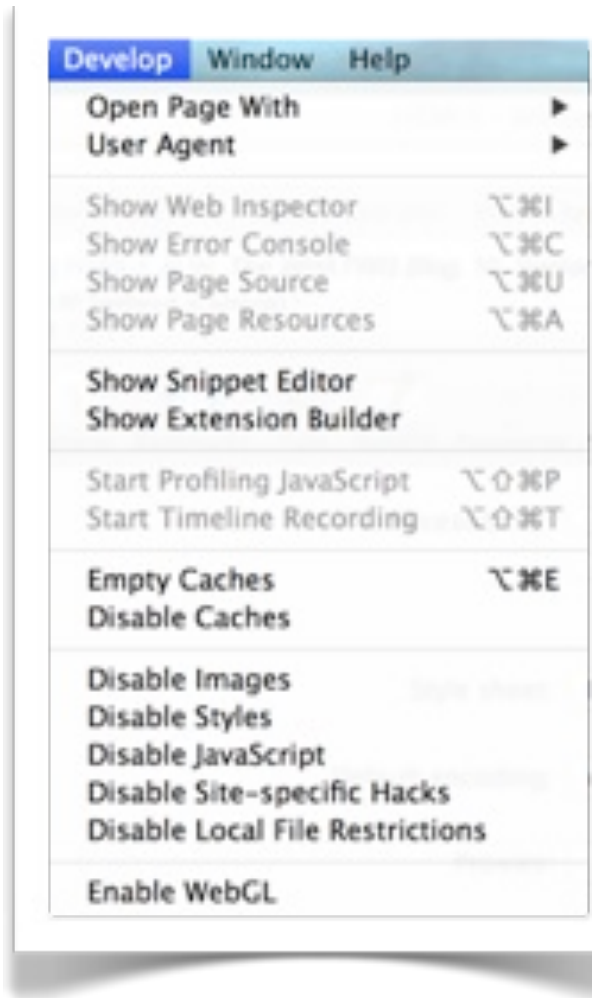 Develop Window Help
Open Page With ▶
User Agent ▶
Show Web Inspector ⌥⌘I
Show Error Console ⌥⌘C
Show Page Source ⌥⌘U
Show Page Resources ⌥⌘A
Show Snippet Editor
Show Extension Builder
Start Profiling JavaScript ⌥⇧⌘P
Start Timeline Recording ⌥⇧⌘T
Empty Caches ⌥⌘E
Disable Caches
Disable Images
Disable Styles
Disable JavaScript
Disable Site-specific Hacks
Disable Local File Restrictions
Enable WebGL